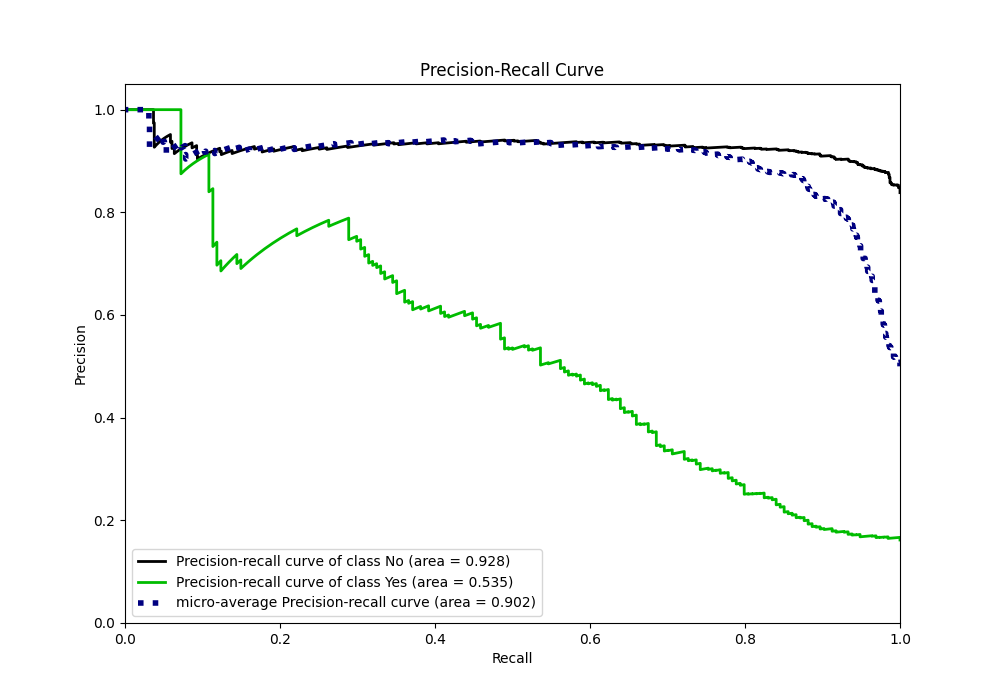 Precision-Recall Curve
1.0
0.8
0.6
0.4
0.2
0.0
Precision
Precision-recall curve of class No (area = 0.928)
Precision-recall curve of class Yes (area = 0.535)
micro-average Precision-recall curve (area = 0.902)
0.0 0.2 0.4 0.6 0.8 1.0
Recall